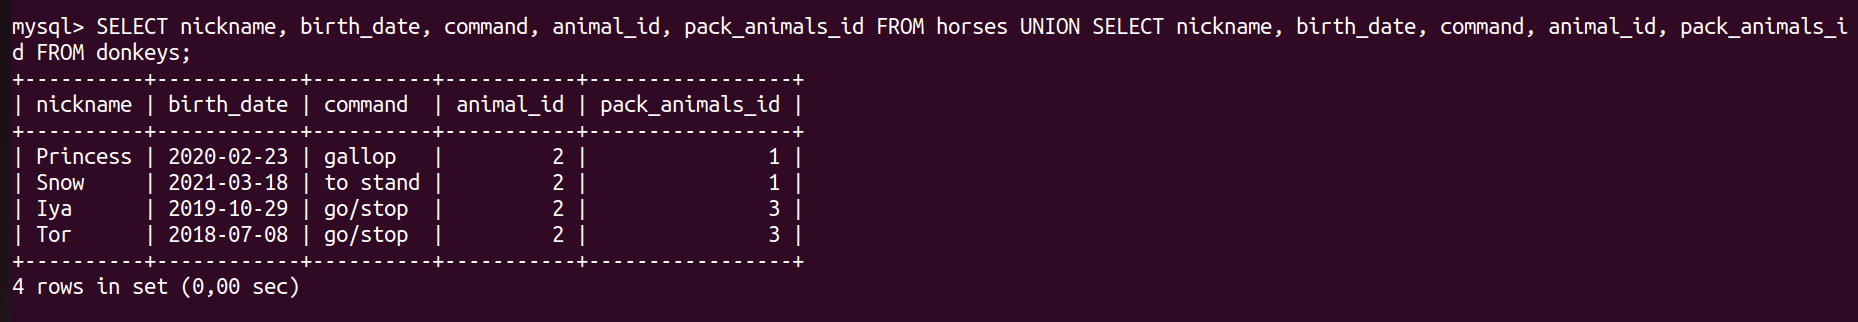 mysql> SELECT nickname, birth_date, command, animal_id, pack_animals_id FROM horses UNION SELECT nickname, birth_date, command, animal_id, pack_animals_i
d FROM donkeys;
+----------+------------+----------+-----------+-----------------+
| nickname | birth_date | command  | animal_id | pack_animals_id |
+----------+------------+----------+-----------+-----------------+
| Princess | 2020-02-23 | gallop   |         2 |               1 |
| Snow     | 2021-03-18 | to stand |         2 |               1 |
| Iya      | 2019-10-29 | go/stop  |         2 |               3 |
| Tor      | 2018-07-08 | go/stop  |         2 |               3 |
+----------+------------+----------+-----------+-----------------+
4 rows in set (0,00 sec)